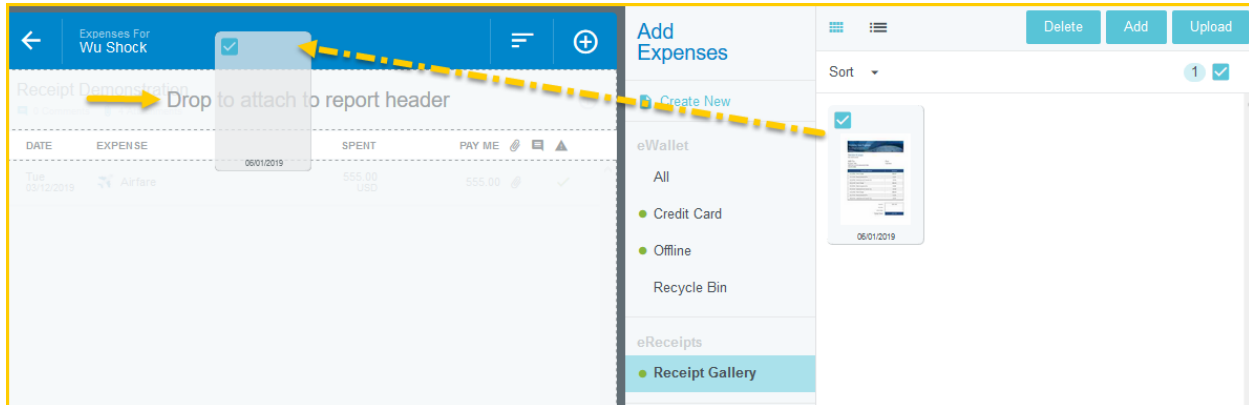 Expenses For
Wu Shock
Receipt Demonstration
Drop to attach to report header
DATE EXPENSE SPENT PAY ME
06/01/2019
Tue
03/12/2019
Airfare
555.00
USD
555.00
Add
Expenses
Create New
eWallet
All
Credit Card
Offline
Recycle Bin
eReceipts
Receipt Gallery
Delete Add Upload
Sort
1
06/01/2019